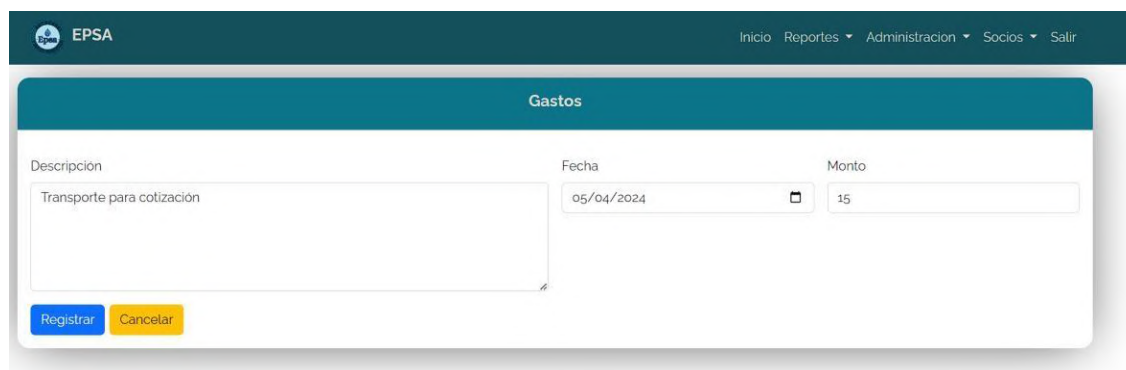 Epsa EPSA Inicio Reportes Administracion Socios Salir
Gastos
Descripción Fecha Monto
Transporte para cotización 05/04/2024 15
Registrar Cancelar